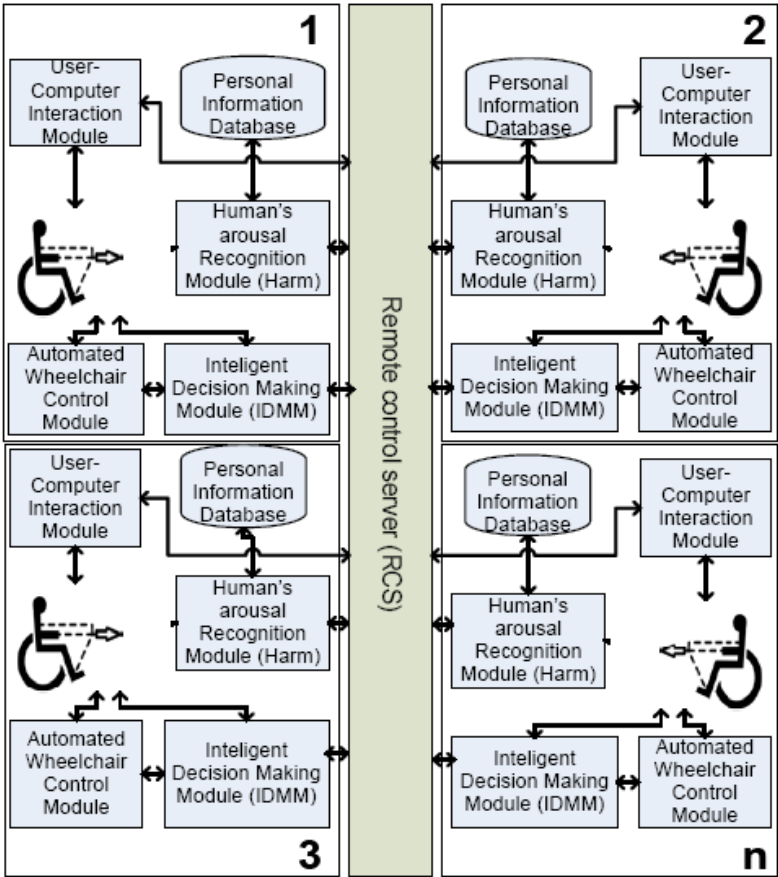 1
User-
Computer
Interaction
Module
Personal
Information
Database
Human's
arousal
Recognition
Module (Harm)
Automated
Wheelchair
Control
Module
Inteligent
Decision Making
Module (IDMM)
Remote control server (RCS)
2
Personal
Information
Database
User-
Computer
Interaction
Module
Human's
arousal
Recognition
Module (Harm)
Inteligent
Decision Making
Module (IDMM)
Automated
Wheelchair
Control
Module
User-
Computer
Interaction
Module
Personal
Information
Database
Human's
arousal
Recognition
Module (Harm)
Automated
Wheelchair
Control
Module
Inteligent
Decision Making
Module (IDMM)
3
Personal
Information
Database
User-
Computer
Interaction
Module
Human's
arousal
Recognition
Module (Harm)
Inteligent
Decision Making
Module (IDMM)
Automated
Wheelchair
Control
Module
n